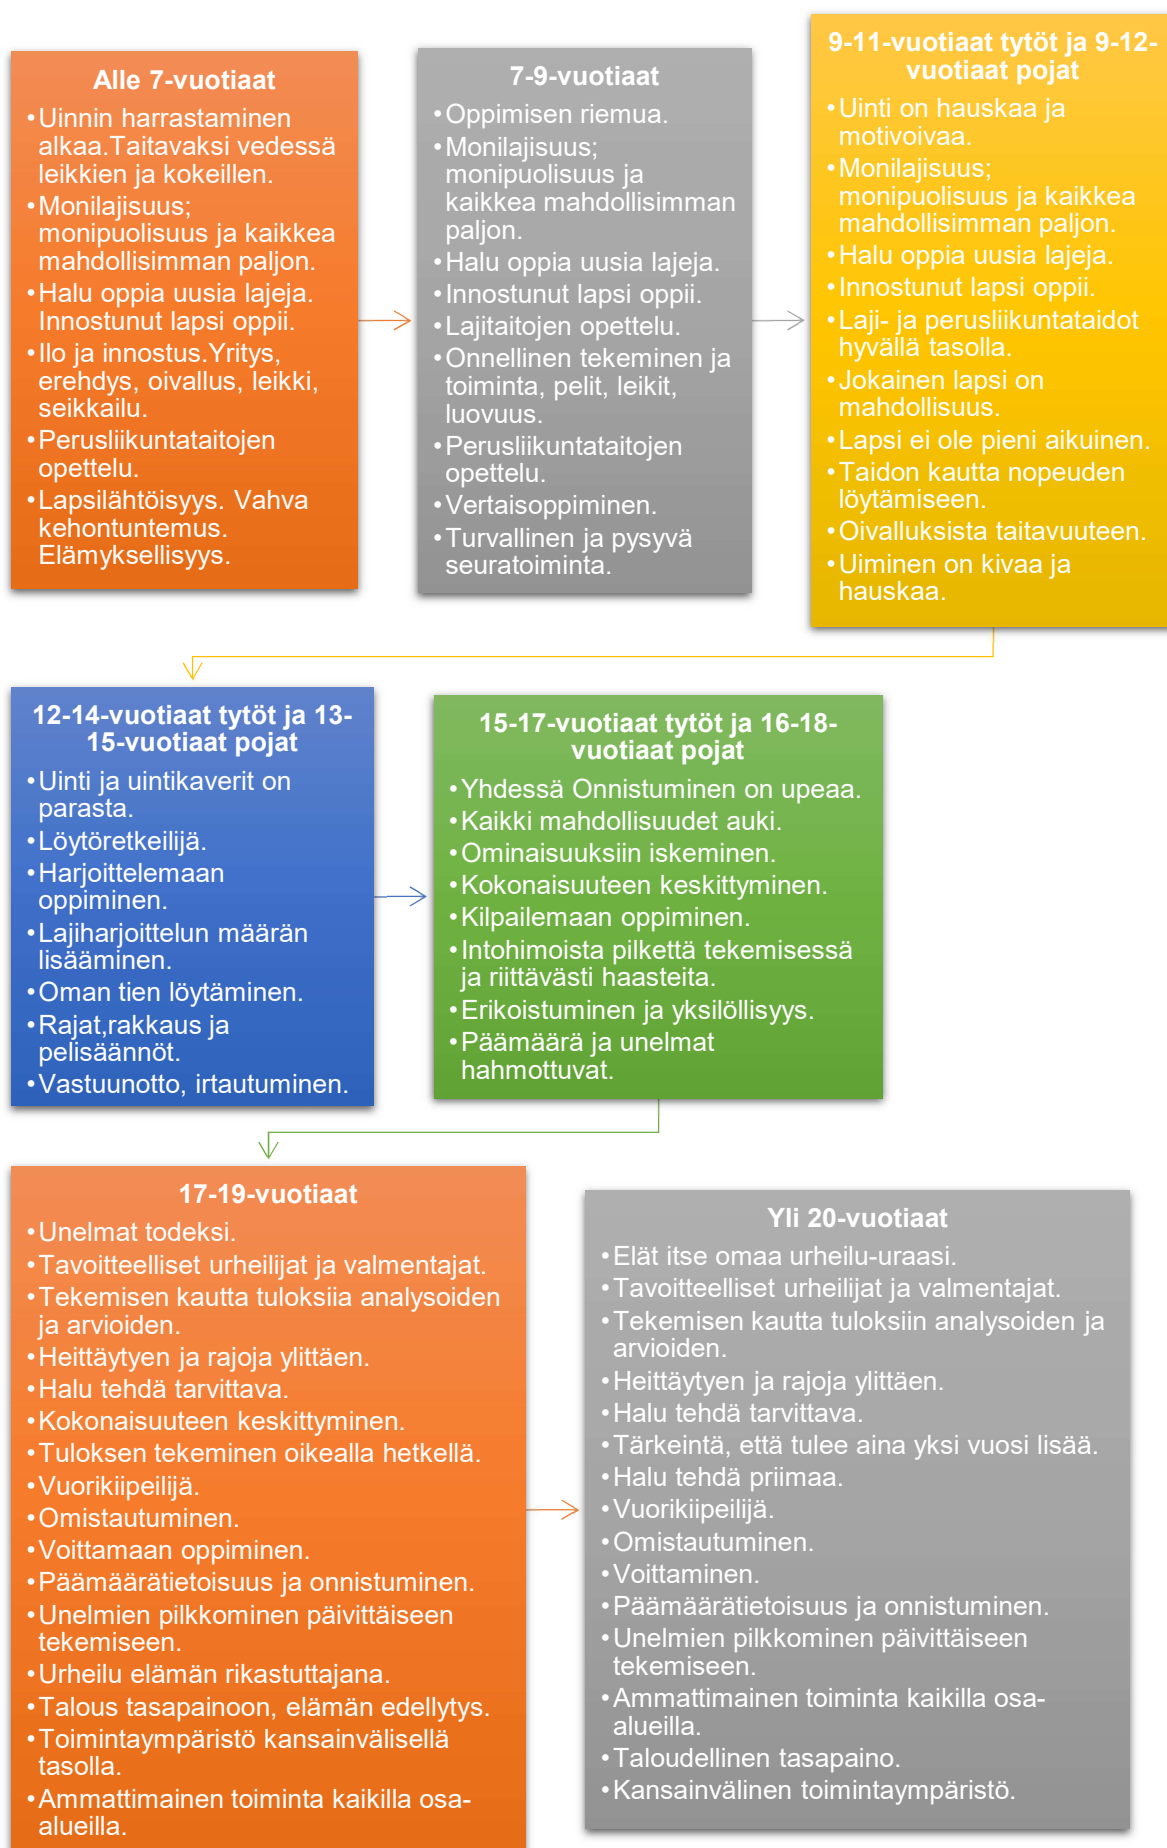 Alle 7-vuotiaat
•Uinnin harrastaminen
alkaa.Taitavaksi vedessä
leikkien ja kokeillen.
•Monilajisuus;
monipuolisuus ja kaikkea
mahdollisimman paljon.
•Halu oppia uusia lajeja.
Innostunut lapsi oppii.
•Ilo ja innostus.Yritys,
erehdys, oivallus, leikki,
seikkailu.
•Perusliikuntataitojen
opettelu.
•Lapsilähtöisyys. Vahva
kehontuntemus.
Elämyksellisyys.
7-9-vuotiaat
•Oppimisen riemua.
•Monilajisuus;
monipuolisuus ja
kaikkea mahdollisimman
paljon.
•Halu oppia uusia lajeja.
•Innostunut lapsi oppii.
•Lajitaitojen opettelu.
•Onnellinen tekeminen ja
toiminta, pelit, leikit,
luovuus.
•Perusliikuntataitojen
opettelu.
•Vertaisoppiminen.
•Turvallinen ja pysyvä
seuratoiminta.
9-11-vuotiaat tytöt ja 9-12-
vuotiaat pojat
•Uinti on hauskaa ja
motivoivaa.
•Monilajisuus;
monipuolisuus ja kaikkea
mahdollisimman paljon.
•Halu oppia uusia lajeja.
•Innostunut lapsi oppii.
•Laji- ja perusliikuntataidot
hyvällä tasolla.
•Jokainen lapsi on
mahdollisuus.
•Lapsi ei ole pieni aikuinen.
•Taidon kautta nopeuden
löytämiseen.
•Oivalluksista taitavuuteen.
•Uiminen on kivaa ja
hauskaa.
12-14-vuotiaat tytöt ja 13-
15-vuotiaat pojat
•Uinti ja uintikaverit on
parasta.
•Löytöretkeilijä.
•Harjoittelemaan
oppiminen.
•Lajiharjoittelun määrän
lisääminen.
•Oman tien löytäminen.
•Rajat,rakkaus ja
pelisäännöt.
•Vastuunotto, irtautuminen.
15-17-vuotiaat tytöt ja 16-18-
vuotiaat pojat
•Yhdessä Onnistuminen on upeaa.
•Kaikki mahdollisuudet auki.
•Ominaisuuksiin iskeminen.
•Kokonaisuuteen keskittyminen.
•Kilpailemaan oppiminen.
•Intohimoista pilkettä tekemisessä
ja riittävästi haasteita.
•Erikoistuminen ja yksilöllisyys.
•Päämäärä ja unelmat
hahmottuvat.
17-19-vuotiaat
•Unelmat todeksi.
•Tavoitteelliset urheilijat ja valmentajat.
•Tekemisen kautta tuloksiia analysoiden
ja arvioiden.
•Heittäytyen ja rajoja ylittäen.
•Halu tehdä tarvittava.
•Kokonaisuuteen keskittyminen.
•Tuloksen tekeminen oikealla hetkellä.
•Vuorikiipeilijä.
•Omistautuminen.
•Voittamaan oppiminen.
•Päämäärätietoisuus ja onnistuminen.
•Unelmien pilkkominen päivittäiseen
tekemiseen.
•Urheilu elämän rikastuttajana.
•Talous tasapainoon, elämän edellytys.
•Toimintaympäristö kansainvälisellä
tasolla.
•Ammattimainen toiminta kaikilla osa-
alueilla.
Yli 20-vuotiaat
•Elät itse omaa urheilu-uraasi.
•Tavoitteelliset urheilijat ja valmentajat.
•Tekemisen kautta tuloksiin analysoiden ja
arvioiden.
•Heittäytyen ja rajoja ylittäen.
•Halu tehdä tarvittava.
•Tärkeintä, että tulee aina yksi vuosi lisää.
•Halu tehdä priimaa.
•Vuorikiipeilijä.
•Omistautuminen.
•Voittaminen.
•Päämäärätietoisuus ja onnistuminen.
•Unelmien pilkkominen päivittäiseen
tekemiseen.
•Ammattimainen toiminta kaikilla osa-
alueilla.
•Taloudellinen tasapaino.
•Kansainvälinen toimintaympäristö.